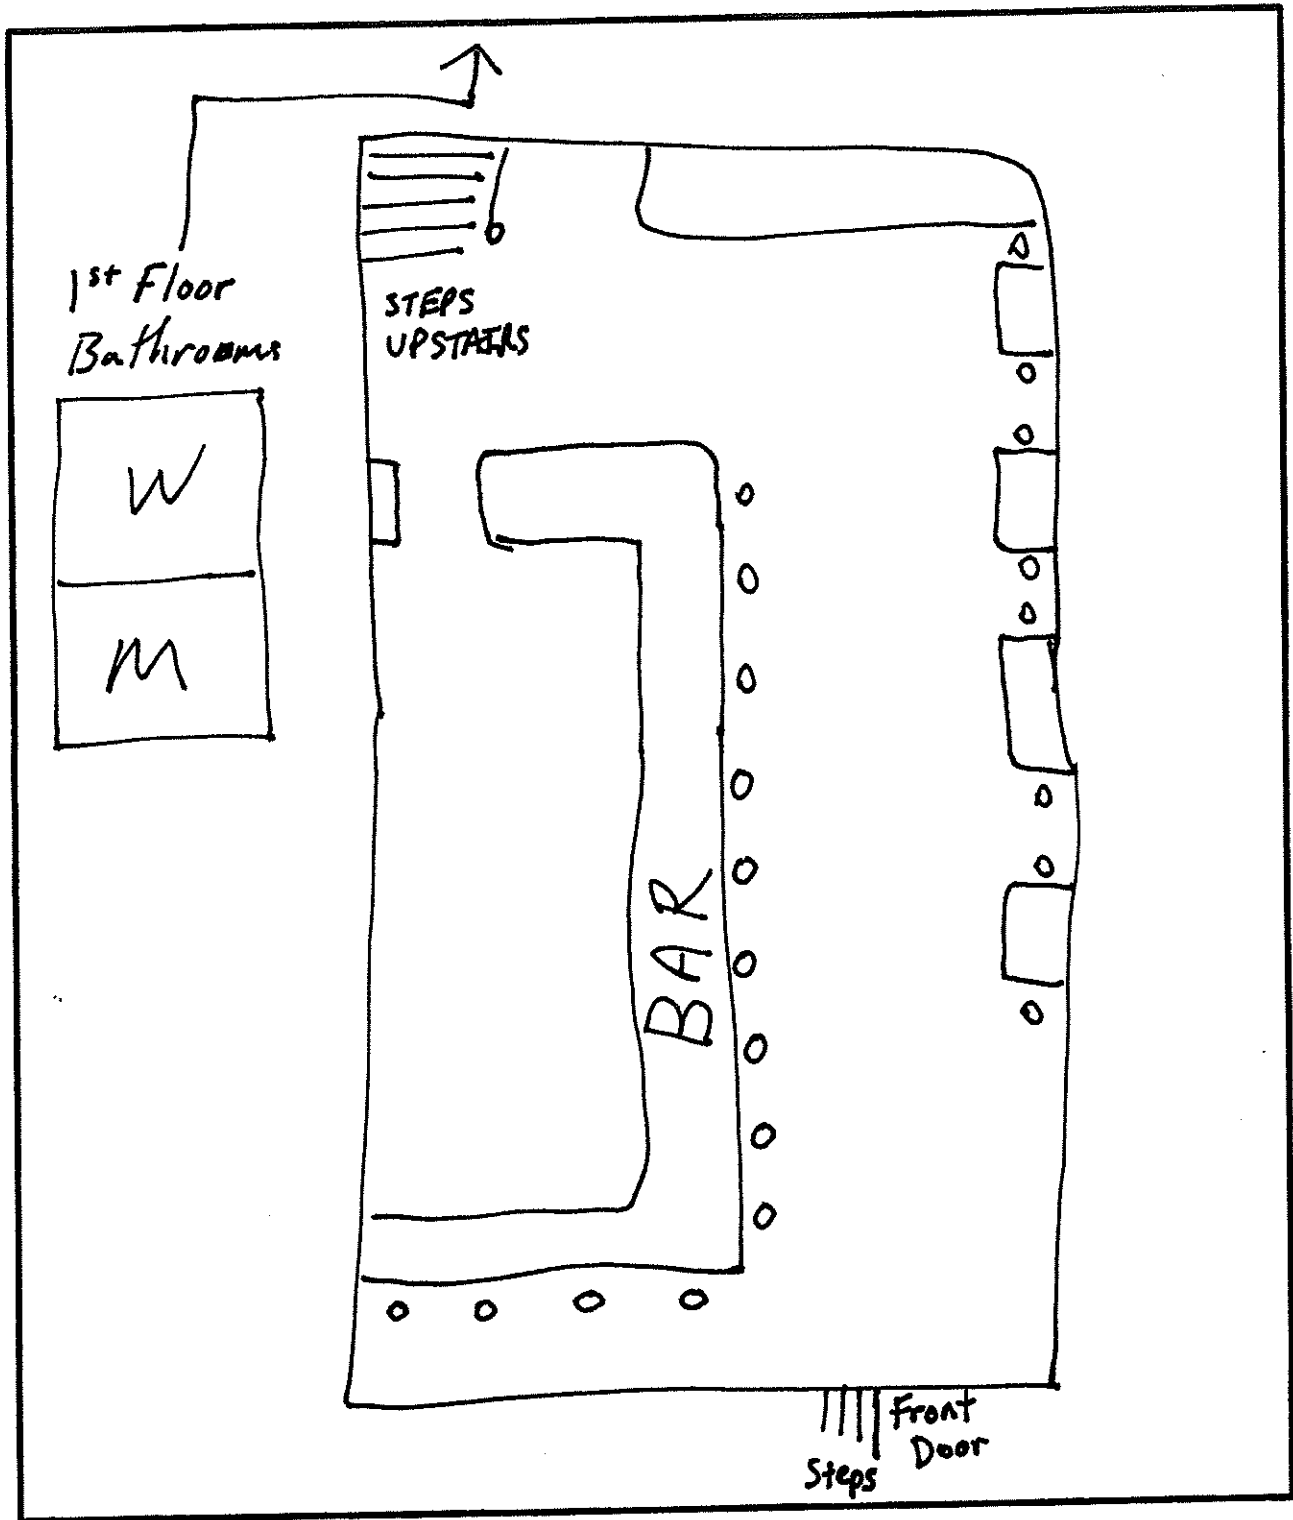 1st Floor
Bathrooms
STEPS
UPSTAIRS
W
M
BAR
Front
Door
Steps